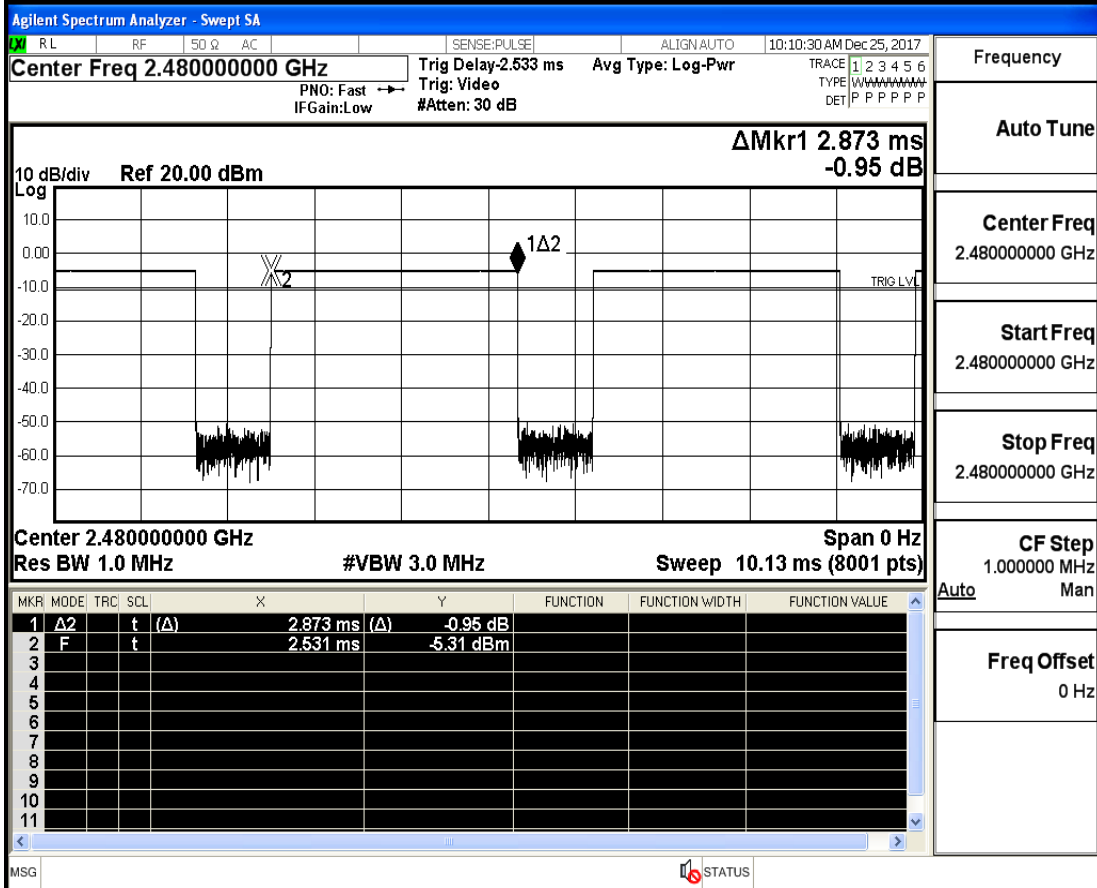 Agilent Spectrum Analyzer - Swept SA
LXI RL RF 50 Ω AC SENSE:PULSE ALIGN AUTO 10:10:30 AM Dec 25, 2017
Center Freq 2.480000000 GHz
PNO: Fast
IFGain:Low
Trig Delay-2.533 ms
Trig: Video
#Atten: 30 dB
Avg Type: Log-Pwr
TRACE 1 2 3 4 5 6
TYPE WWWWWW
DET P P P P P P
ΔMkr1 2.873 ms
-0.95 dB
10 dB/div Ref 20.00 dBm
Log
10.0
0.00
-10.0
-20.0
-30.0
-40.0
-50.0
-60.0
-70.0
2
1Δ2
TRIG LVL
Center 2.480000000 GHz Span 0 Hz
Res BW 1.0 MHz #VBW 3.0 MHz Sweep 10.13 ms (8001 pts)
MKR MODE TRC SCL X Y FUNCTION FUNCTION WIDTH FUNCTION VALUE
1 Δ2 t (Δ) 2.873 ms (Δ) -0.95 dB
2 F t 2.531 ms -5.31 dBm
3
4
5
6
7
8
9
10
11
MSG STATUS
Frequency
Auto Tune
Center Freq
2.480000000 GHz
Start Freq
2.480000000 GHz
Stop Freq
2.480000000 GHz
CF Step
1.000000 MHz
Auto Man
Freq Offset
0 Hz